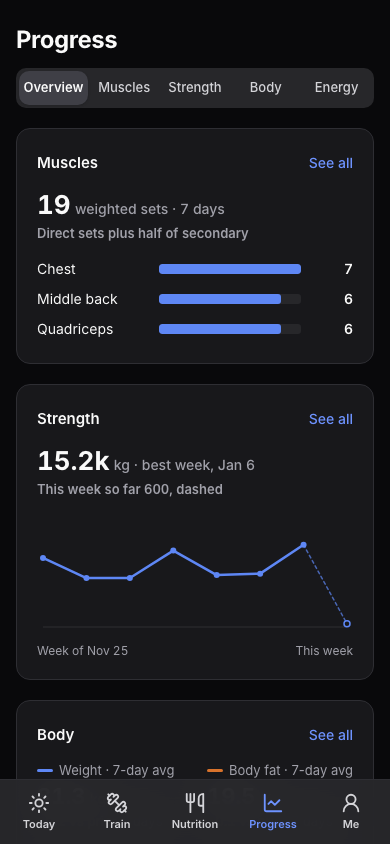 Progress
Overview Muscles Strength Body Energy
Muscles See all
19 weighted sets · 7 days
Direct sets plus half of secondary
Chest 7
Middle back 6
Quadriceps 6
Strength See all
15.2k kg · best week, Jan 6
This week so far 600, dashed
Week of Nov 25 This week
Body See all
Weight · 7-day avg Body fat · 7-day avg
Today Train Nutrition Progress Me